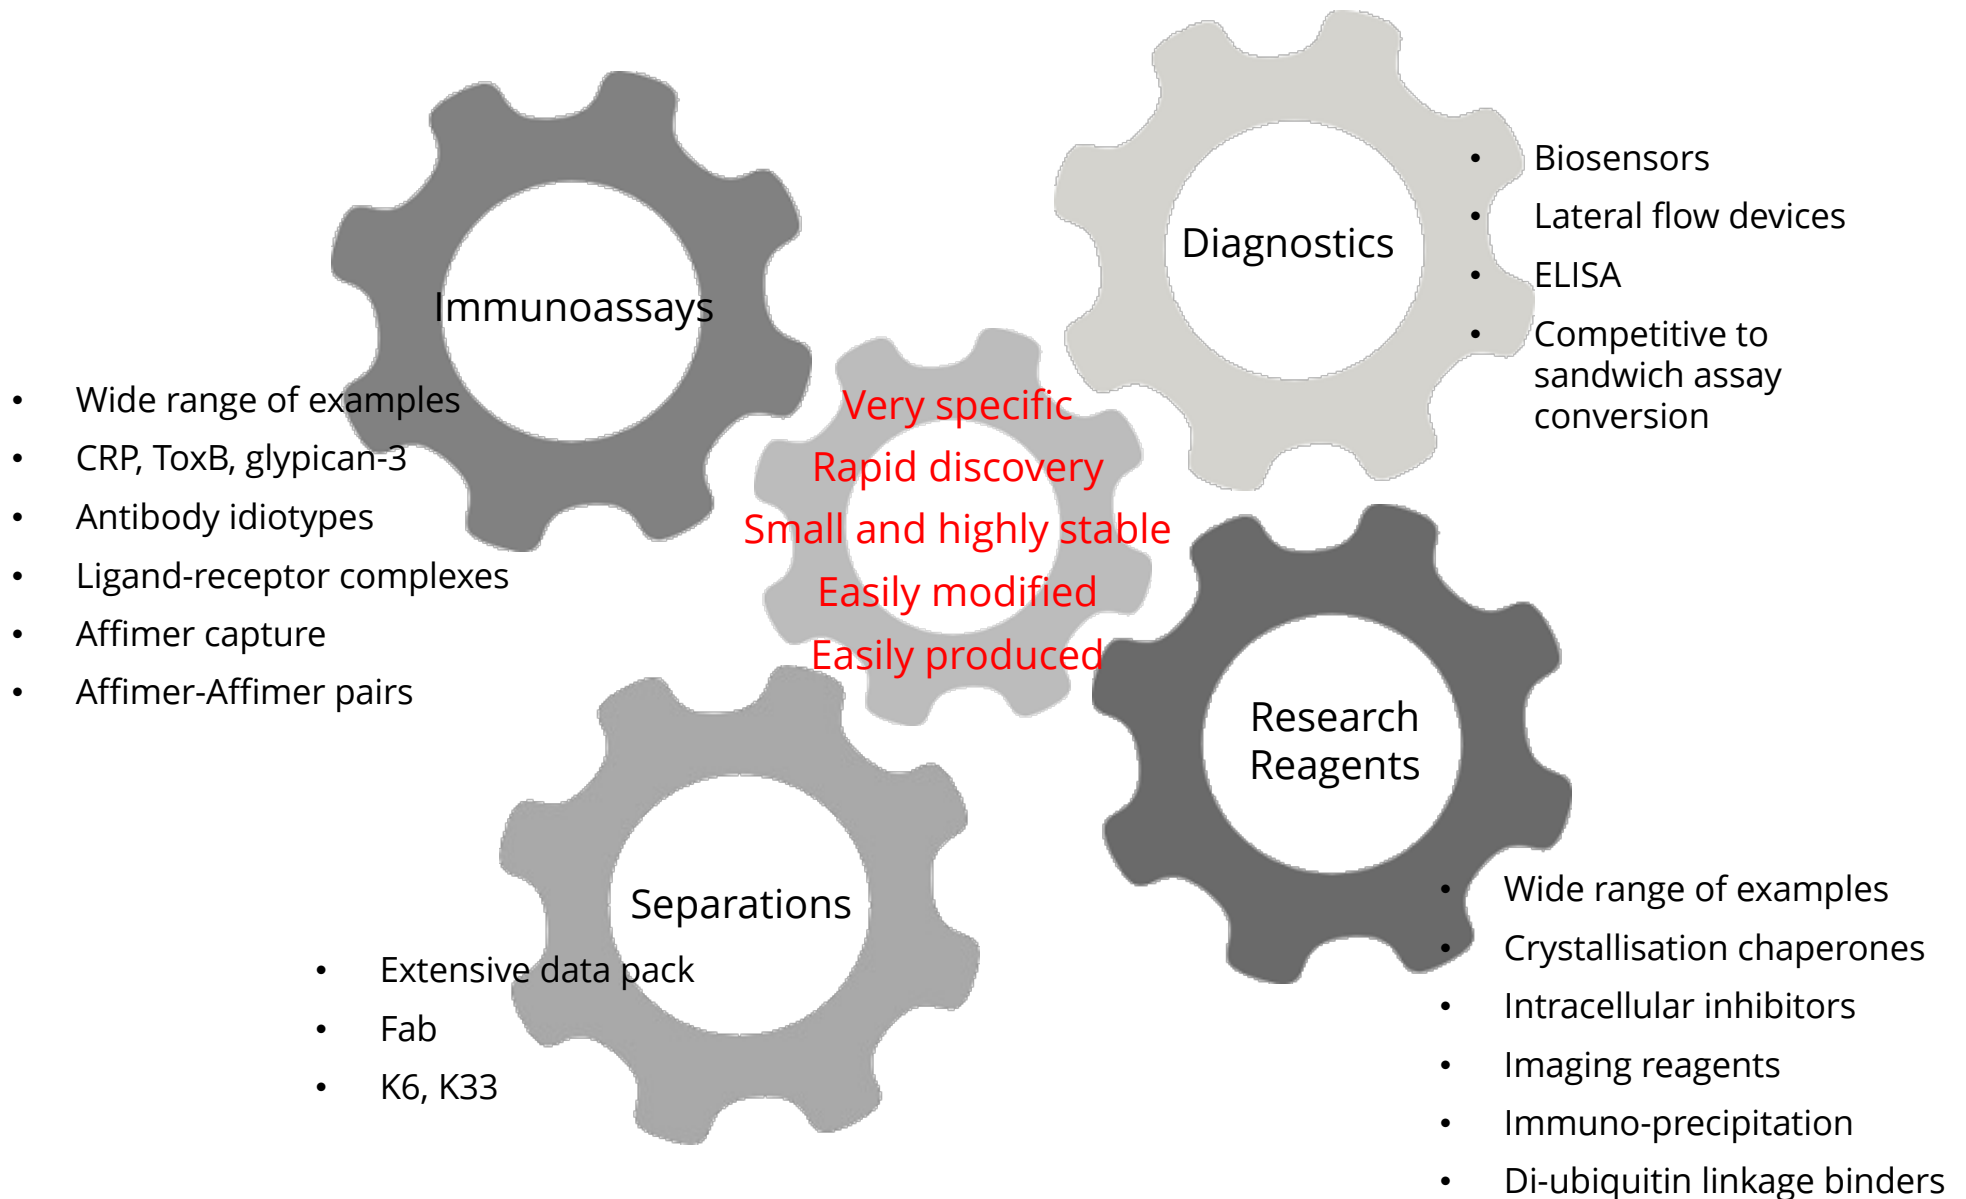 Immunoassays
• Wide range of examples
• CRP, ToxB, glypican-3
• Antibody idiotypes
• Ligand-receptor complexes
• Affimer capture
• Affimer-Affimer pairs
Diagnostics
• Biosensors
• Lateral flow devices
• ELISA
• Competitive to
sandwich assay
conversion
Very specific
Rapid discovery
Small and highly stable
Easily modified
Easily produced
Separations
• Extensive data pack
• Fab
• K6, K33
Research
Reagents
• Wide range of examples
• Crystallisation chaperones
• Intracellular inhibitors
• Imaging reagents
• Immuno-precipitation
• Di-ubiquitin linkage binders